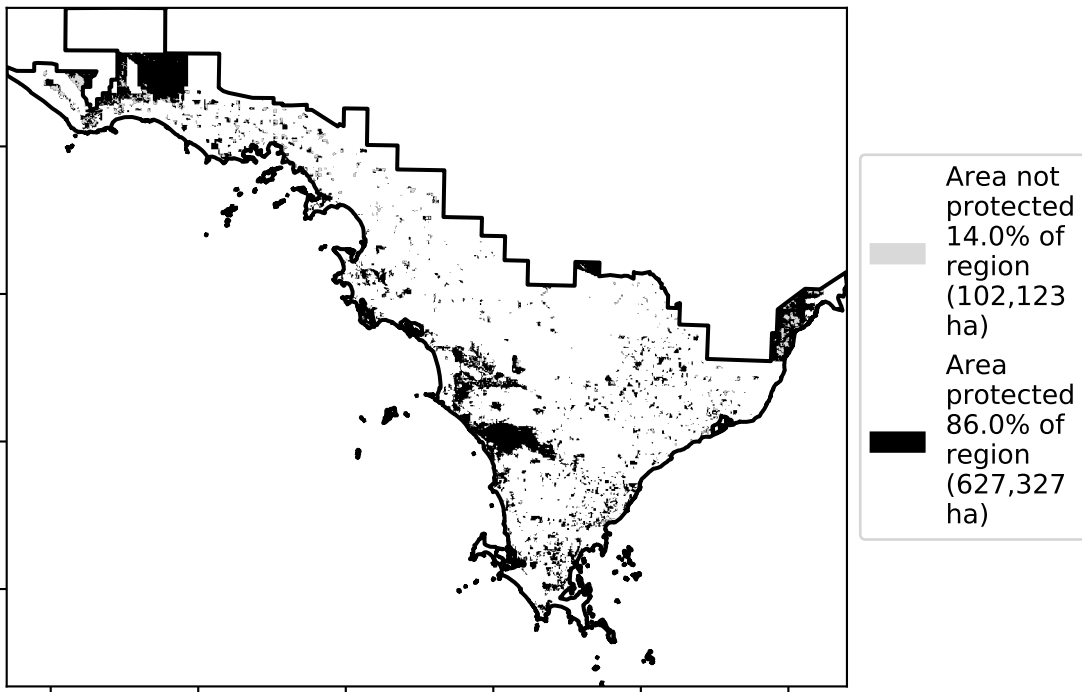 Area not
protected
14.0% of
region
(102,123
ha)
Area
protected
86.0% of
region
(627,327
ha)